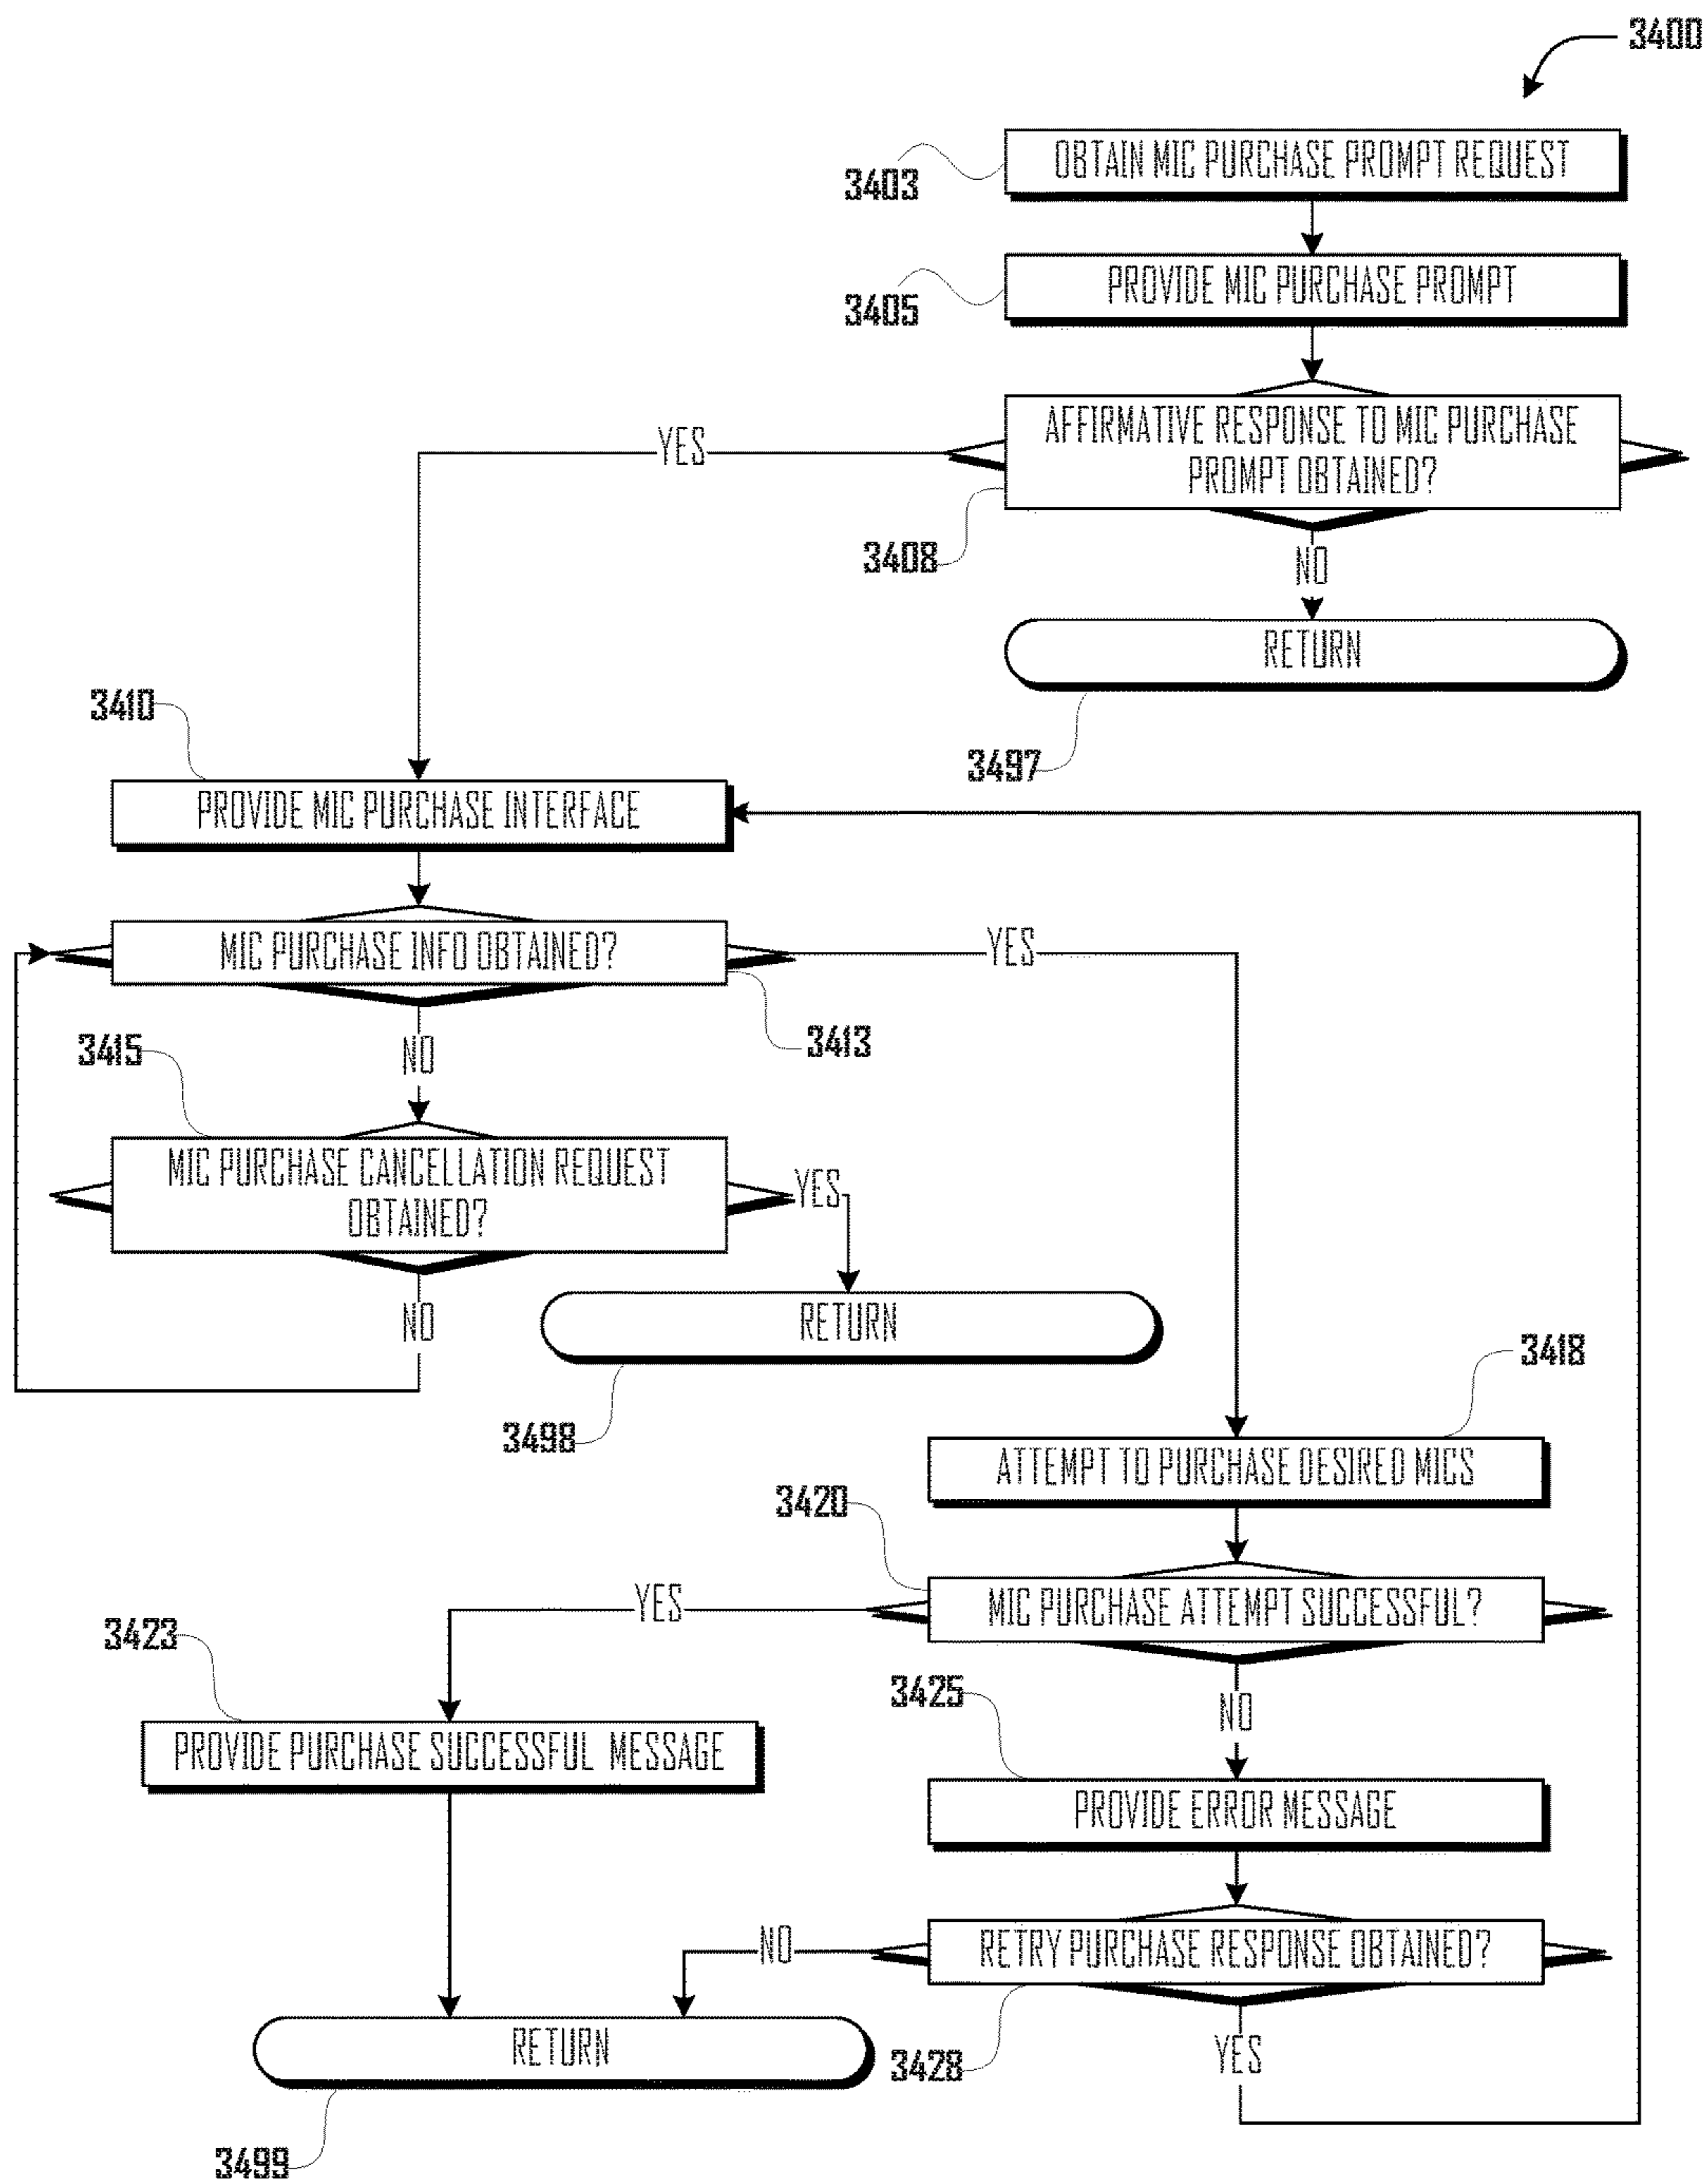 3400
OBTAIN MIC PURCHASE PROMPT REQUEST
3403
PROVIDE MIC PURCHASE PROMPT
3405
AFFIRMATIVE RESPONSE TO MIC PURCHASE
PROMPT OBTAINED?
YES
3408
NO
RETURN
3410
3497
PROVIDE MIC PURCHASE INTERFACE
MIC PURCHASE INFO OBTAINED?
YES
3413
3415
NO
MIC PURCHASE CANCELLATION REQUEST
OBTAINED?
YES
NO
RETURN
3418
3498
ATTEMPT TO PURCHASE DESIRED MICS
3420
MIC PURCHASE ATTEMPT SUCCESSFUL?
YES
3423
3425
NO
PROVIDE PURCHASE SUCCESSFUL MESSAGE
PROVIDE ERROR MESSAGE
RETRY PURCHASE RESPONSE OBTAINED?
NO
RETURN
3428
YES
3499